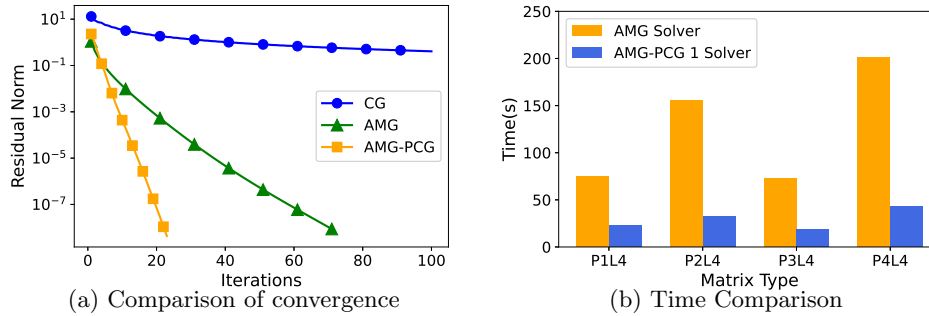 10^1
10^-1
10^-3
10^-5
10^-7
Residual Norm
CG
AMG
AMG-PCG
0 20 40 60 80 100
Iterations
(a) Comparison of convergence
250
200
150
100
50
0
Time(s)
AMG Solver
AMG-PCG 1 Solver
P1L4 P2L4 P3L4 P4L4
Matrix Type
(b) Time Comparison